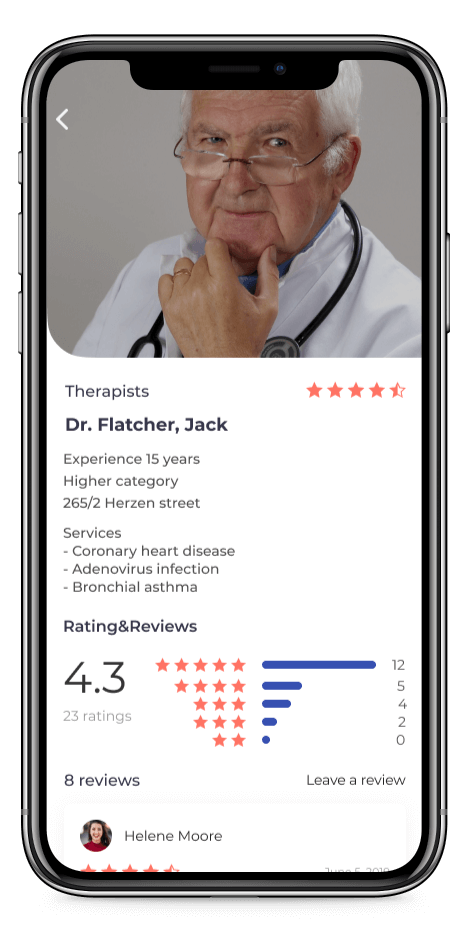 Therapists
Dr. Flatcher, Jack
Experience 15 years
Higher category
265/2 Herzen street
Services
- Coronary heart disease
- Adenovirus infection
- Bronchial asthma
Rating&Reviews
4.3
23 ratings
12
5
4
2
0
8 reviews
Leave a review
Helene Moore